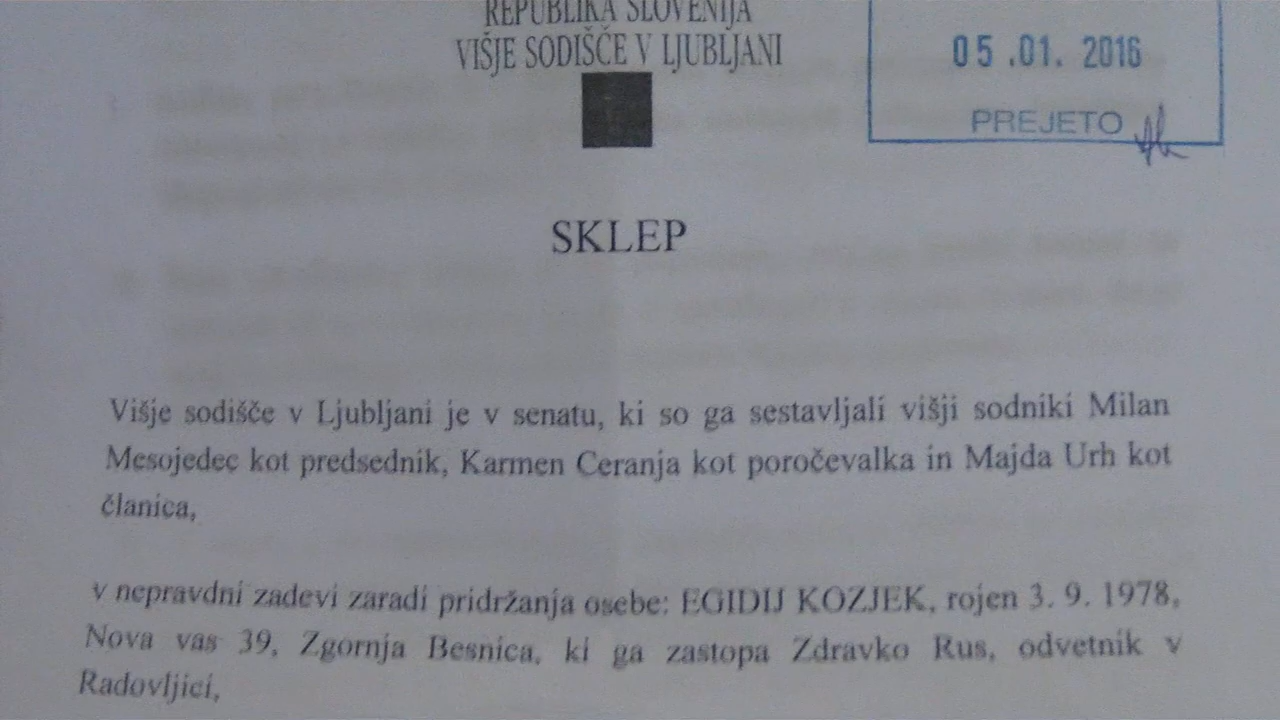 REPUBLIKA SLOVENIJA
VIŠJE SODIŠČE V LJUBLJANI
05.01. 2016
PREJETO
SKLEP
Višje sodišče v Ljubljani je v senatu, ki so ga sestavljali višji sodniki Milan
Mesojedec kot predsednik, Karmen Ceranja kot poročevalka in Majda Urh kot
članica,
v nepravdni zadevi zaradi pridržanja osebe: EGIDIJ KOZJEK, rojen 3. 9. 1978,
Nova vas 39, Zgornja Besnica, ki ga zastopa Zdravko Rus, odvetnik v
Radovljici,